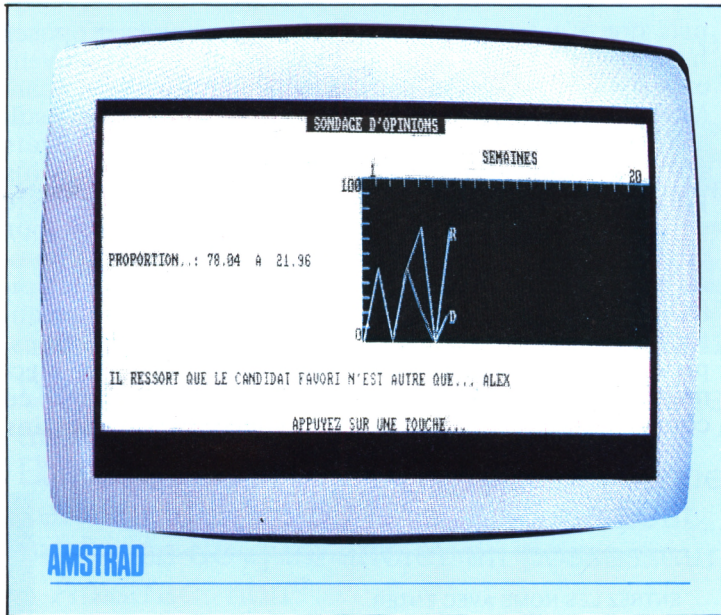 SONDAGE D'OPINIONS
SEMAINES
1 20
100
R
PROPORTION..: 78.04 A 21.96
D
0
IL RESSORT QUE LE CANDIDAT FAVORI N'EST AUTRE QUE... ALEX
APPUYEZ SUR UNE TOUCHE...
AMSTRAD